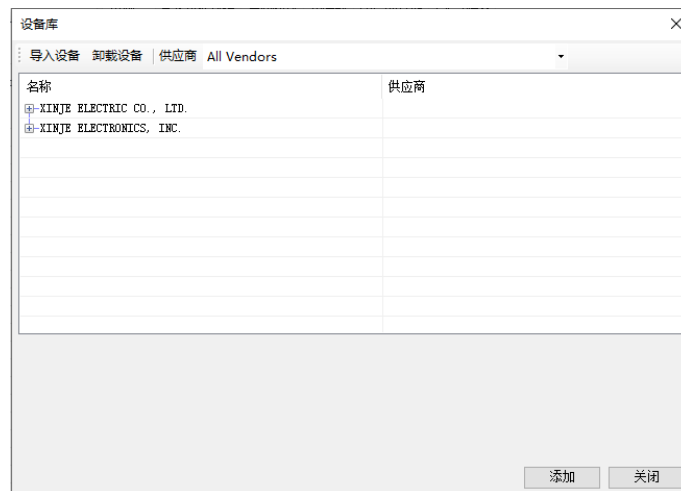 设备库
导入设备 卸载设备 供应商 All Vendors
名称 供应商
XINJE ELECTRIC CO., LTD.
XINJE ELECTRONICS, INC.
添加 关闭